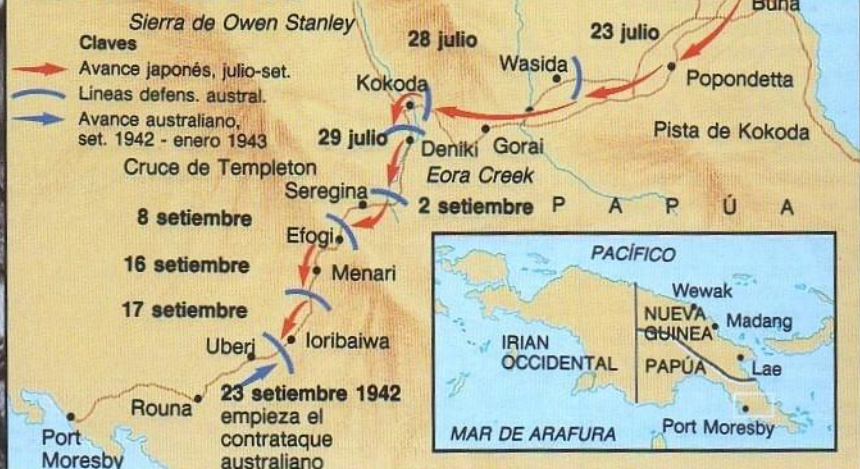 Buna
Sierra de Owen Stanley
28 julio
23 julio
Claves
Avance japonés, julio-set.
Lineas defens. austral.
Avance australiano,
set. 1942 - enero 1943
Wasida
Popondetta
Kokoda
Pista de Kokoda
29 julio
Deniki
Gorai
Cruce de Templeton
Eora Creek
Seregina
2 setiembre
PAPÚA
8 setiembre
Efogi
16 setiembre
Menari
17 setiembre
Ioribaiwa
Uberi
23 setiembre 1942
empieza el
contrataque
australiano
Rouna
Port
Moresby
PACÍFICO
Wewak
NUEVA
GUINEA
Madang
IRIAN
OCCIDENTAL
PAPÚA
Lae
Port Moresby
MAR DE ARAFURA